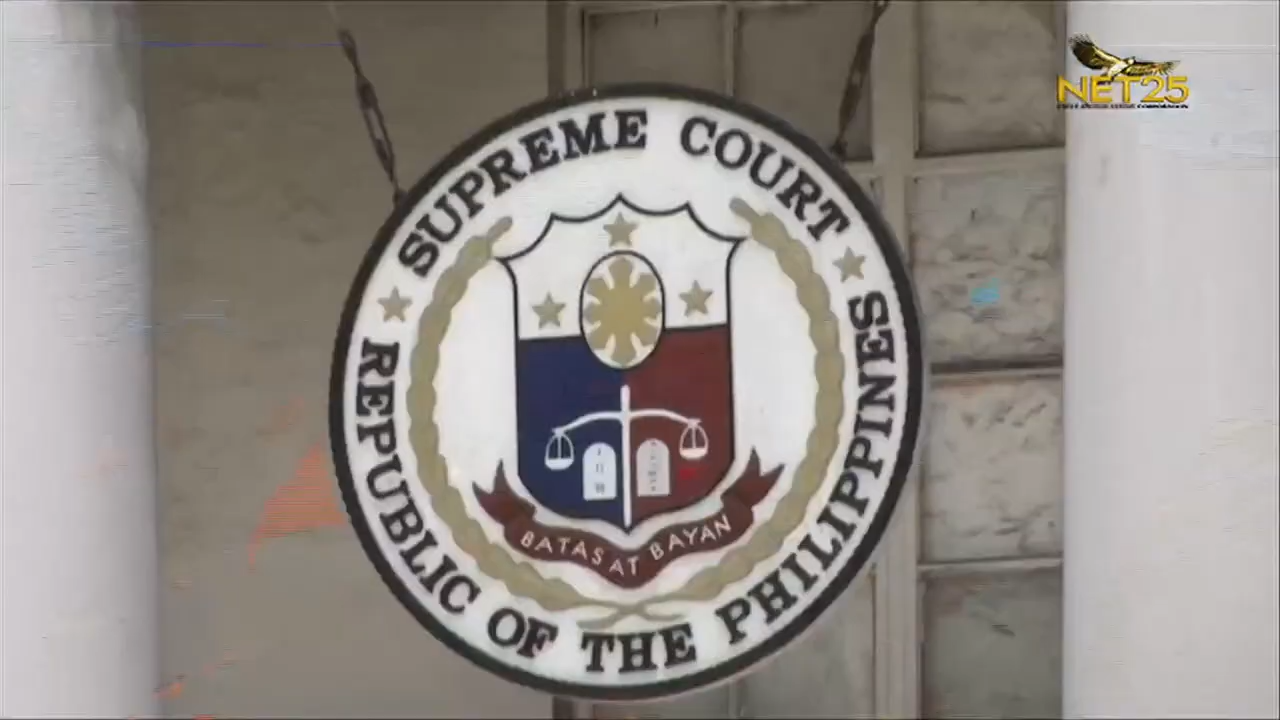 NET25
SUPREME COURT
REPUBLIC OF THE PHILIPPINES
BATAS AT BAYAN